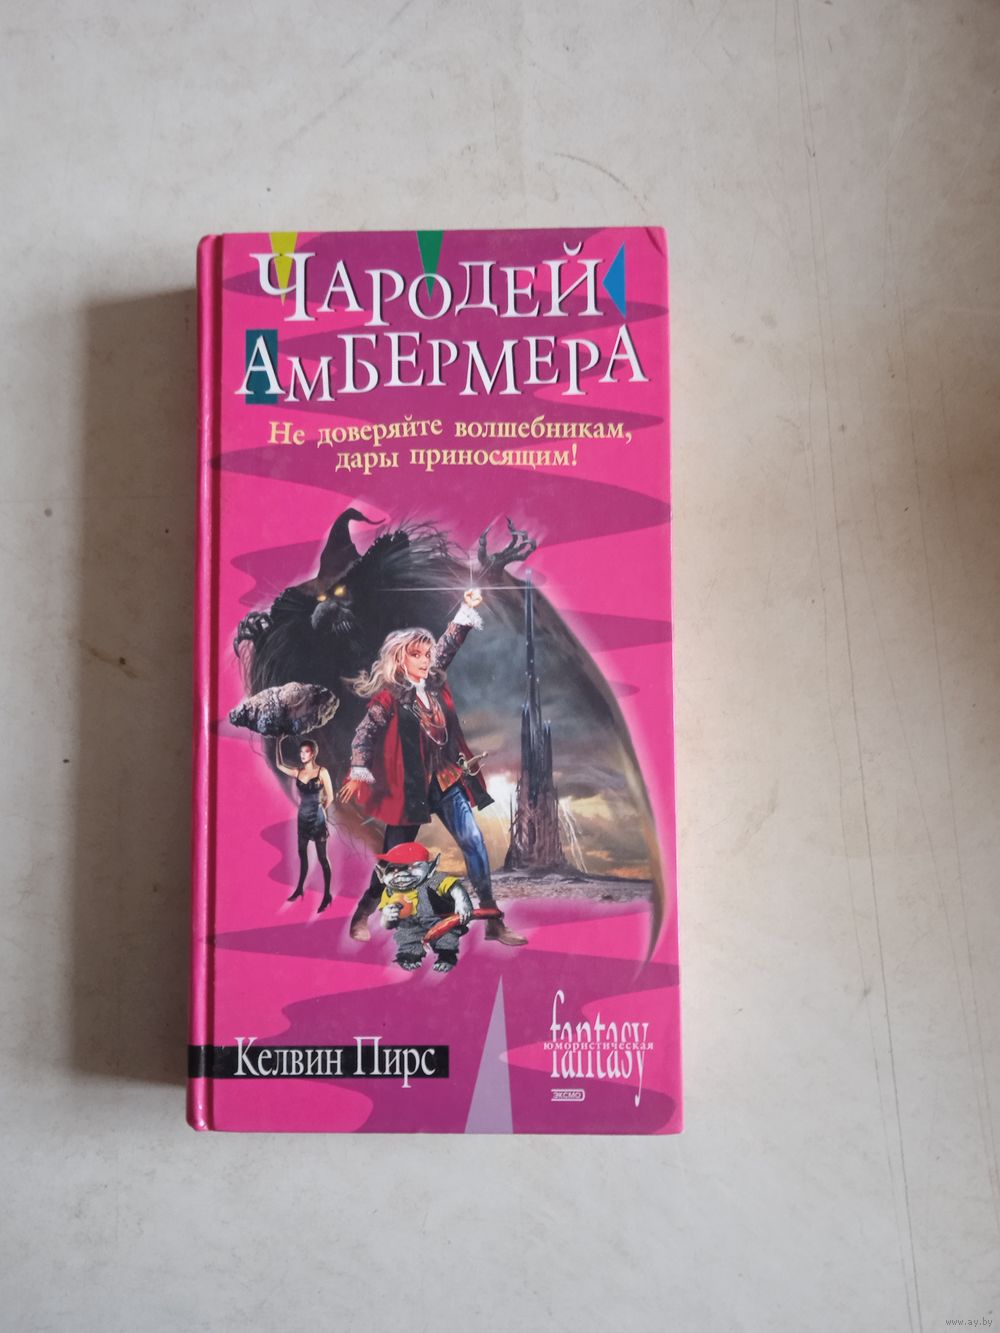 ЧАРОДЕЙ
АМБЕРМЕРА
Не доверяйте волшебникам,
дары приносящим!
Келвин Пирс
fantasy
юмористическая
ЭКСМО
www.ay.by